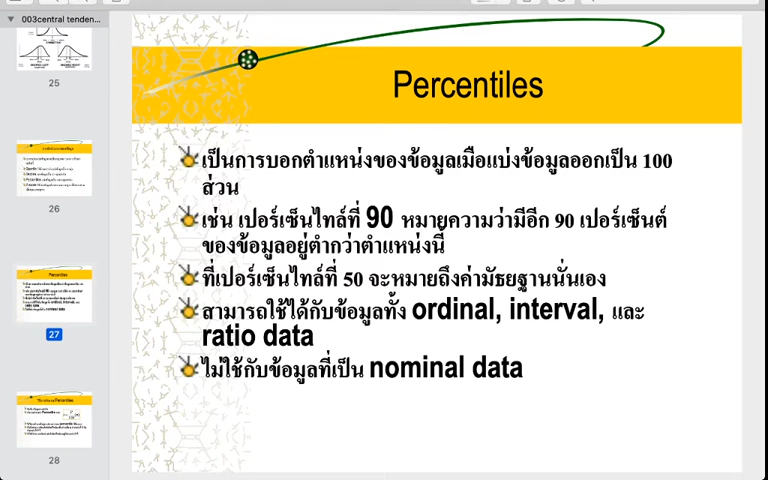 003central tenden...
25
26
27
28
Percentiles
เป็นการบอกตำแหน่งของข้อมูลเมื่อแบ่งข้อมูลออกเป็น 100
ส่วน
เช่น เปอร์เซ็นไทล์ที่ 90 หมายความว่ามีอีก 90 เปอร์เซ็นต์
ของข้อมูลอยู่ต่ำกว่าตำแหน่งนี้
ที่เปอร์เซ็นไทล์ที่ 50 จะหมายถึงค่ามัธยฐานนั่นเอง
สามารถใช้ได้กับข้อมูลทั้ง ordinal, interval, และ
ratio data
ไม่ใช้กับข้อมูลที่เป็น nominal data